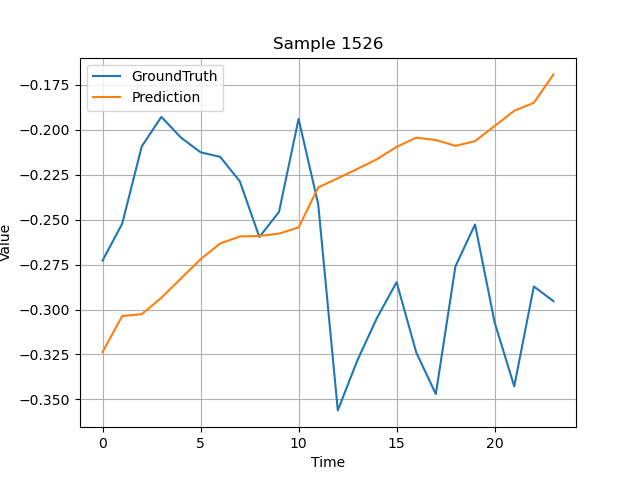 Sample 1526
GroundTruth
Prediction
−0.175
−0.200
−0.225
−0.250
−0.275
−0.300
−0.325
−0.350
Value
0 5 10 15 20
Time